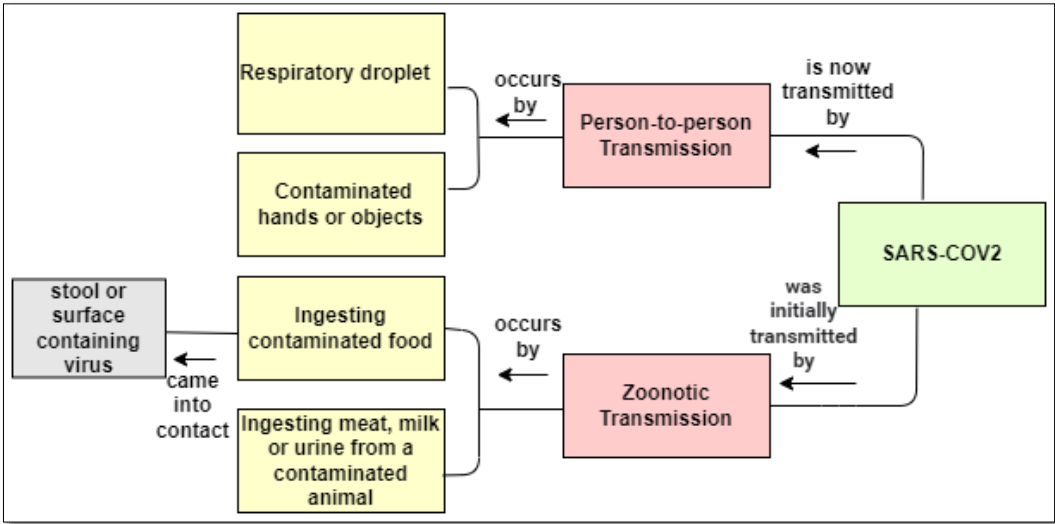 Respiratory droplet
occurs
by
is now
transmitted
by
Person-to-person
Transmission
Contaminated
hands or objects
SARS-COV2
stool or
surface
containing
virus
came
into
contact
Ingesting
contaminated food
occurs
by
was
initially
transmitted
by
Zoonotic
Transmission
Ingesting meat, milk
or urine from a
contaminated
animal